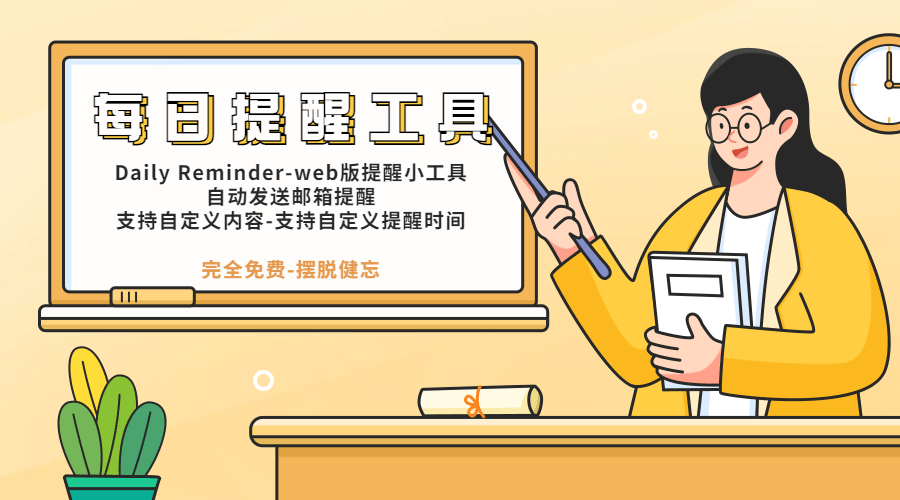 每日提醒工具
Daily Reminder-web版提醒小工具
自动发送邮箱提醒
支持自定义内容-支持自定义提醒时间
完全免费-摆脱健忘